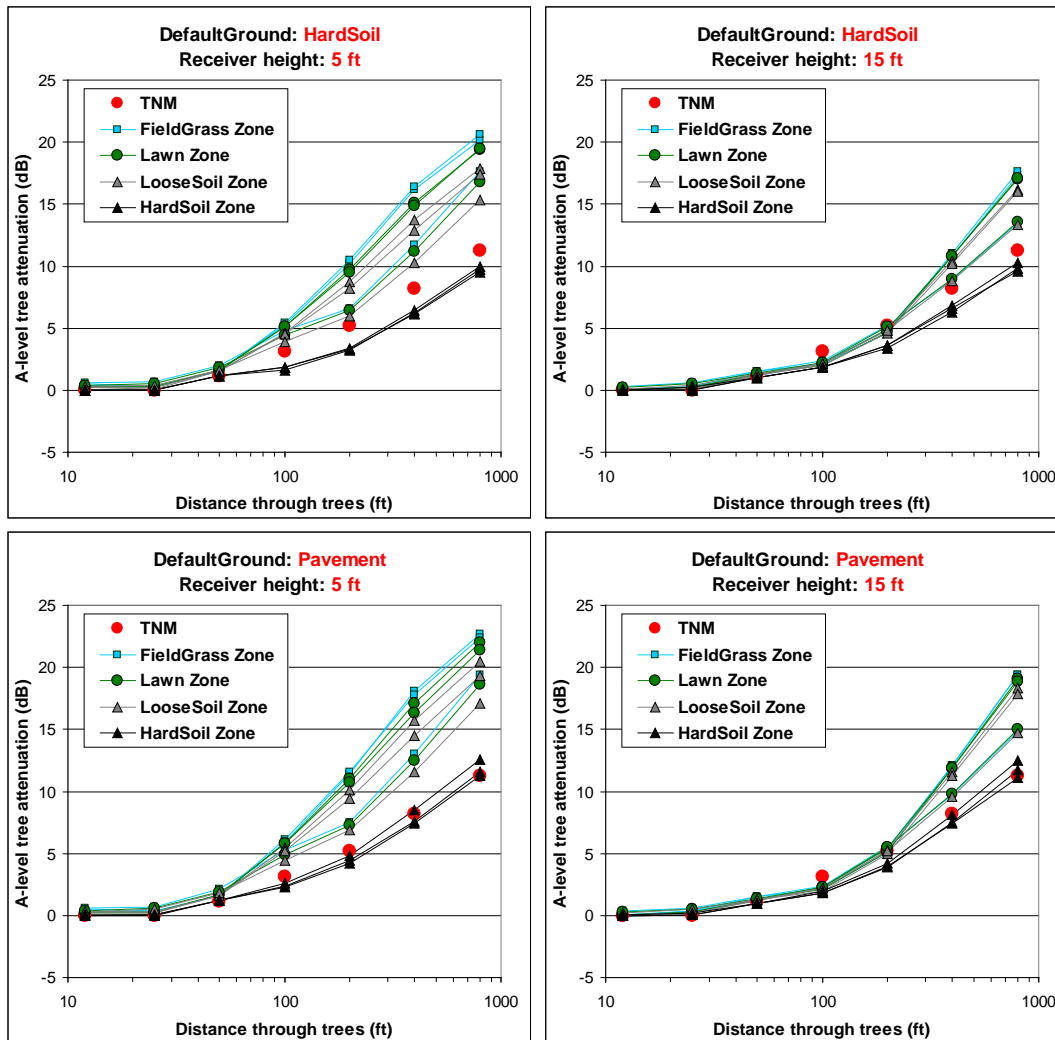 DefaultGround: HardSoil
Receiver height: 5 ft
A-level tree attenuation (dB)
25
20
15
10
5
0
-5
TNM
FieldGrass Zone
Lawn Zone
LooseSoil Zone
HardSoil Zone
10
100
1000
Distance through trees (ft)
DefaultGround: HardSoil
Receiver height: 15 ft
A-level tree attenuation (dB)
25
20
15
10
5
0
-5
TNM
FieldGrass Zone
Lawn Zone
LooseSoil Zone
HardSoil Zone
10
100
1000
Distance through trees (ft)
DefaultGround: Pavement
Receiver height: 5 ft
A-level tree attenuation (dB)
25
20
15
10
5
0
-5
TNM
FieldGrass Zone
Lawn Zone
LooseSoil Zone
HardSoil Zone
10
100
1000
Distance through trees (ft)
DefaultGround: Pavement
Receiver height: 15 ft
A-level tree attenuation (dB)
25
20
15
10
5
0
-5
TNM
FieldGrass Zone
Lawn Zone
LooseSoil Zone
HardSoil Zone
10
100
1000
Distance through trees (ft)